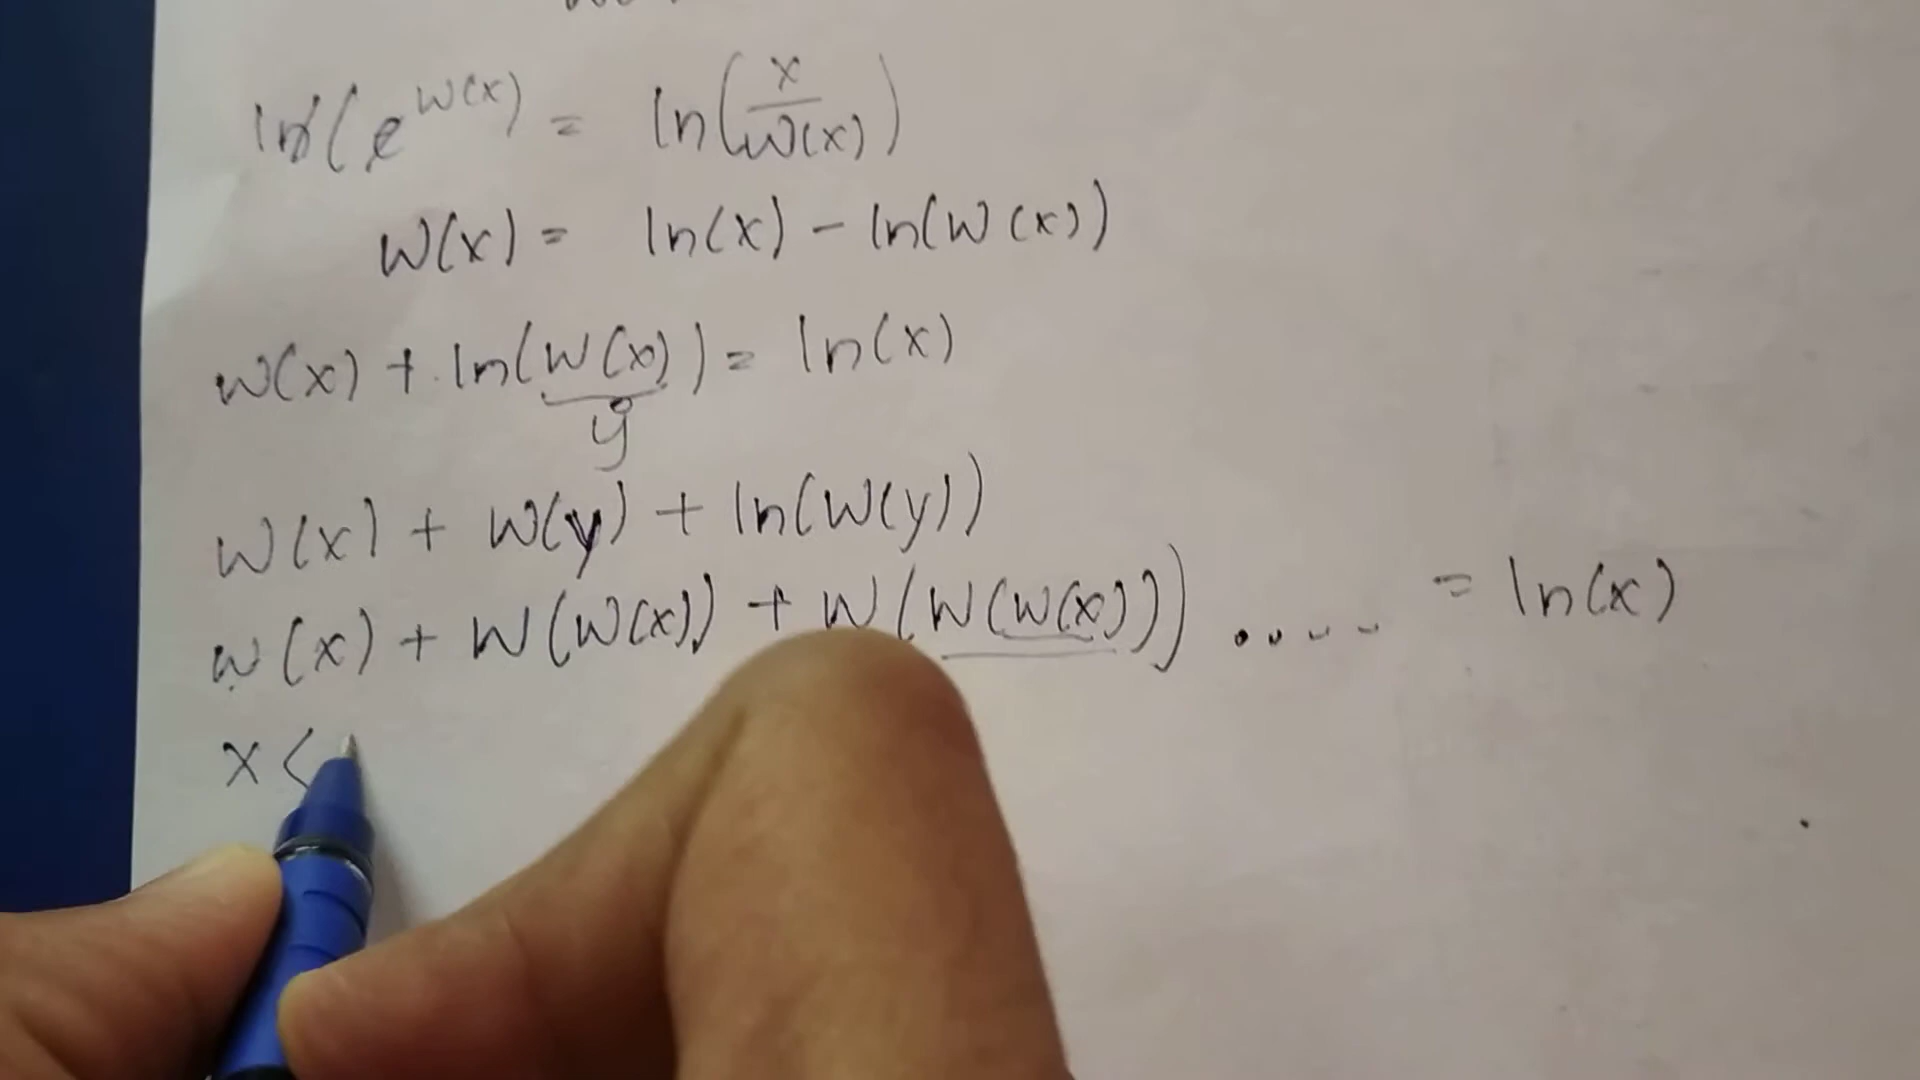 ln(e^W(x)) = ln(x/W(x))
W(x) = ln(x) - ln(W(x))
W(x) + ln(W(x)) = ln(x)
y
W(x) + W(y) + ln(W(y))
W(x) + W(W(x)) + W(W(W(x))) ..... = ln(x)
x <